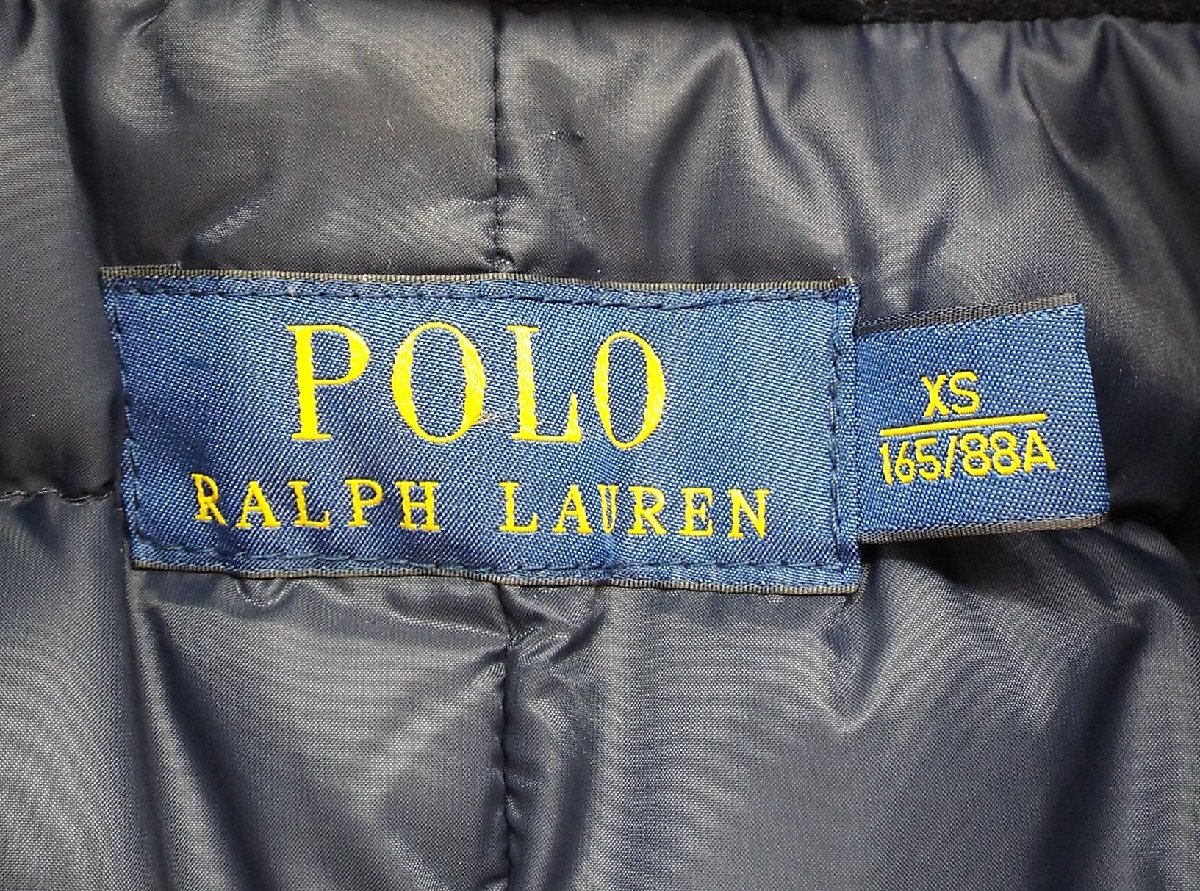 POLO
RALPH LAUREN
XS
165/88A